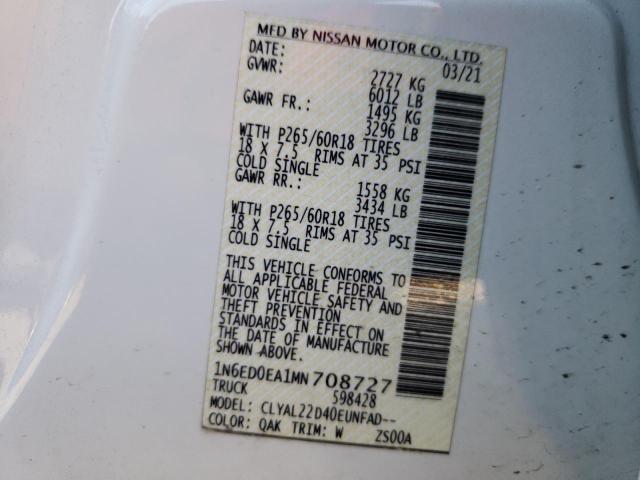 MFD BY NISSAN MOTOR CO., LTD.
DATE: 03/21
GVWR: 2727 KG
6012 LB
GAWR FR.: 1495 KG
3296 LB
WITH P265/60R18 TIRES
18 X 7.5 RIMS AT 35 PSI
COLD SINGLE
GAWR RR.: 1558 KG
3434 LB
WITH P265/60R18 TIRES
18 X 7.5 RIMS AT 35 PSI
COLD SINGLE
THIS VEHICLE CONFORMS TO
ALL APPLICABLE FEDERAL
MOTOR VEHICLE SAFETY AND
THEFT PREVENTION
STANDARDS IN EFFECT ON
THE DATE OF MANUFACTURE
SHOWN ABOVE.
1N6ED0EA1MN708727
TRUCK 598428
MODEL: CLYAL22D40EUNFAD--
COLOR: QAK TRIM: W ZS00A